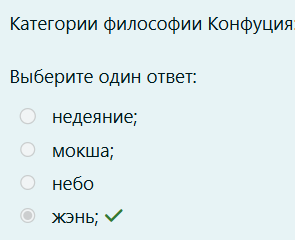 Категории философии Конфуция:
Выберите один ответ:
недеяние;
мокша;
небо
жэнь;